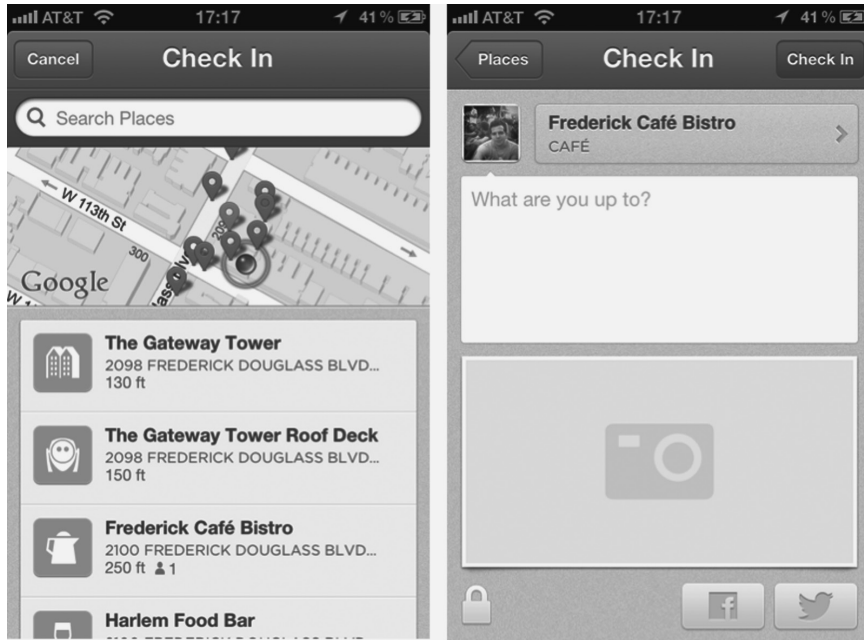 AT&T 17:17 41%
Cancel Check In
Search Places
W 113th St
300
Google
The Gateway Tower
2098 FREDERICK DOUGLASS BLVD...
130 ft
The Gateway Tower Roof Deck
2098 FREDERICK DOUGLASS BLVD...
150 ft
Frederick Café Bistro
2100 FREDERICK DOUGLASS BLVD...
250 ft 1
Harlem Food Bar
AT&T 17:17 41%
Places Check In Check In
Frederick Café Bistro
CAFÉ
What are you up to?